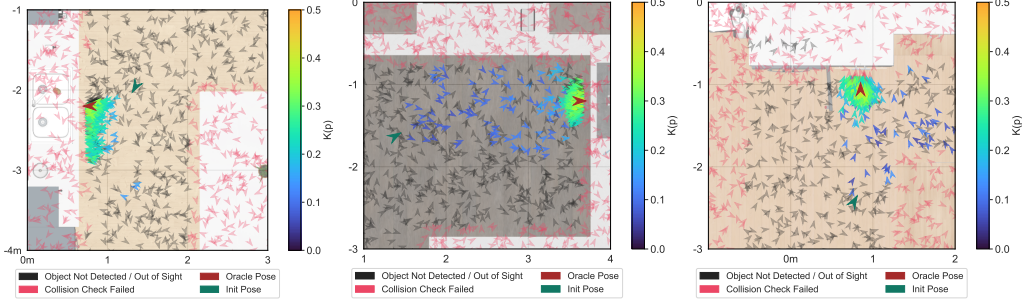 -1
-2
-3
-4m
0m
1
2
3
0.5
0.4
0.3
0.2
0.1
0.0
K(p)
Object Not Detected / Out of Sight
Oracle Pose
Collision Check Failed
Init Pose
0
-1
-2
-3
1
2
3
4
0.5
0.4
0.3
0.2
0.1
0.0
K(p)
Object Not Detected / Out of Sight
Oracle Pose
Collision Check Failed
Init Pose
0
-1
-2
-3
0m
1
2
0.5
0.4
0.3
0.2
0.1
0.0
K(p)
Object Not Detected / Out of Sight
Oracle Pose
Collision Check Failed
Init Pose